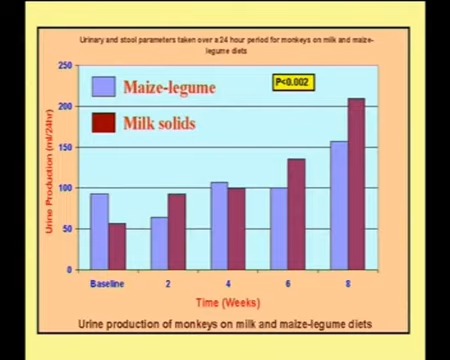 Urinary and stool parameters taken over a 24 hour period for monkeys on milk and maize-
legume diets
250
200
150
100
50
0
Urine Production (ml/24hr)
Maize-legume
Milk solids
P<0.002
Baseline 2 4 6 8
Time (Weeks)
Urine production of monkeys on milk and maize-legume diets